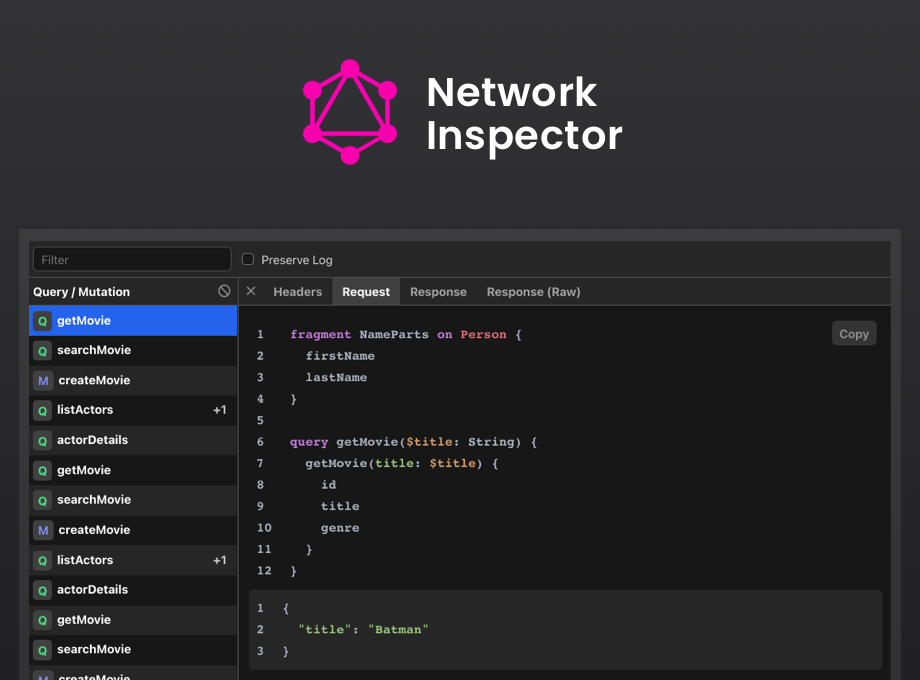 Network
Inspector
Filter
Preserve Log
Query / Mutation
Headers Request Response Response (Raw)
Q getMovie
Q searchMovie
M createMovie
Q listActors +1
Q actorDetails
Q getMovie
Q searchMovie
M createMovie
Q listActors +1
Q actorDetails
Q getMovie
Q searchMovie
M createMovie
Copy
1 fragment NameParts on Person {
2 firstName
3 lastName
4 }
5
6 query getMovie($title: String) {
7 getMovie(title: $title) {
8 id
9 title
10 genre
11 }
12 }
1 {
2 "title": "Batman"
3 }